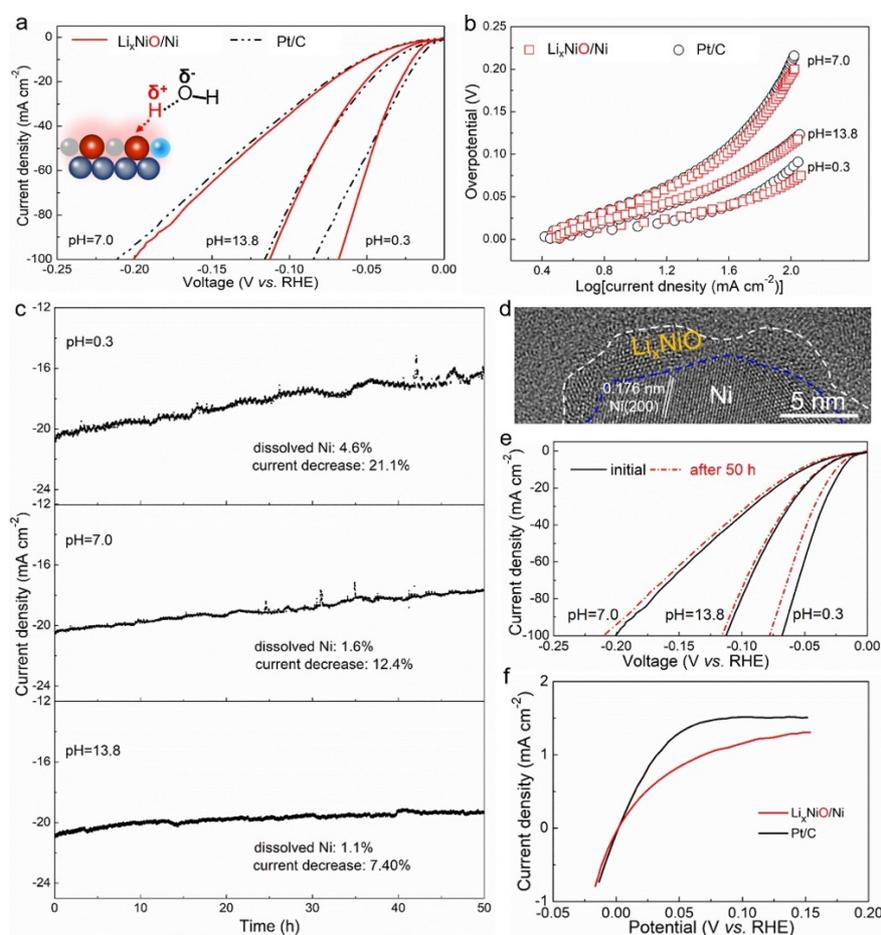 a
LiₓNiO/Ni
Pt/C
δ⁺
δ⁻
H
O
H
pH=7.0
pH=13.8
pH=0.3
0
-20
-40
-60
-80
-100
-0.25
-0.20
-0.15
-0.10
-0.05
0.00
Current density (mA cm⁻²)
Voltage (V vs. RHE)
b
LiₓNiO/Ni
Pt/C
pH=7.0
pH=13.8
pH=0.3
0.25
0.20
0.15
0.10
0.05
0.00
0.4
0.8
1.2
1.6
2.0
Overpotential (V)
Log[current dnesity (mA cm⁻²)]
c
Current density (mA cm⁻²)
-12
-16
-20
-24
pH=0.3
dissolved Ni: 4.6%
current decrease: 21.1%
-12
-16
-20
-24
pH=7.0
dissolved Ni: 1.6%
current decrease: 12.4%
-12
-16
-20
-25
pH=13.8
dissolved Ni: 1.1%
current decrease: 7.40%
0
10
20
30
40
50
Time (h)
d
LiₓNiO
0.176 nm
Ni(200)
Ni
5 nm
e
initial
after 50 h
pH=7.0
pH=13.8
pH=0.3
0
-20
-40
-60
-80
-100
-0.25
-0.20
-0.15
-0.10
-0.05
0.00
Current density (mA cm⁻²)
Voltage (V vs. RHE)
f
2
1
0
-1
-0.05
0.00
0.05
0.10
0.15
0.20
LiₓNiO/Ni
Pt/C
Current density (mA cm⁻²)
Potential (V vs. RHE)